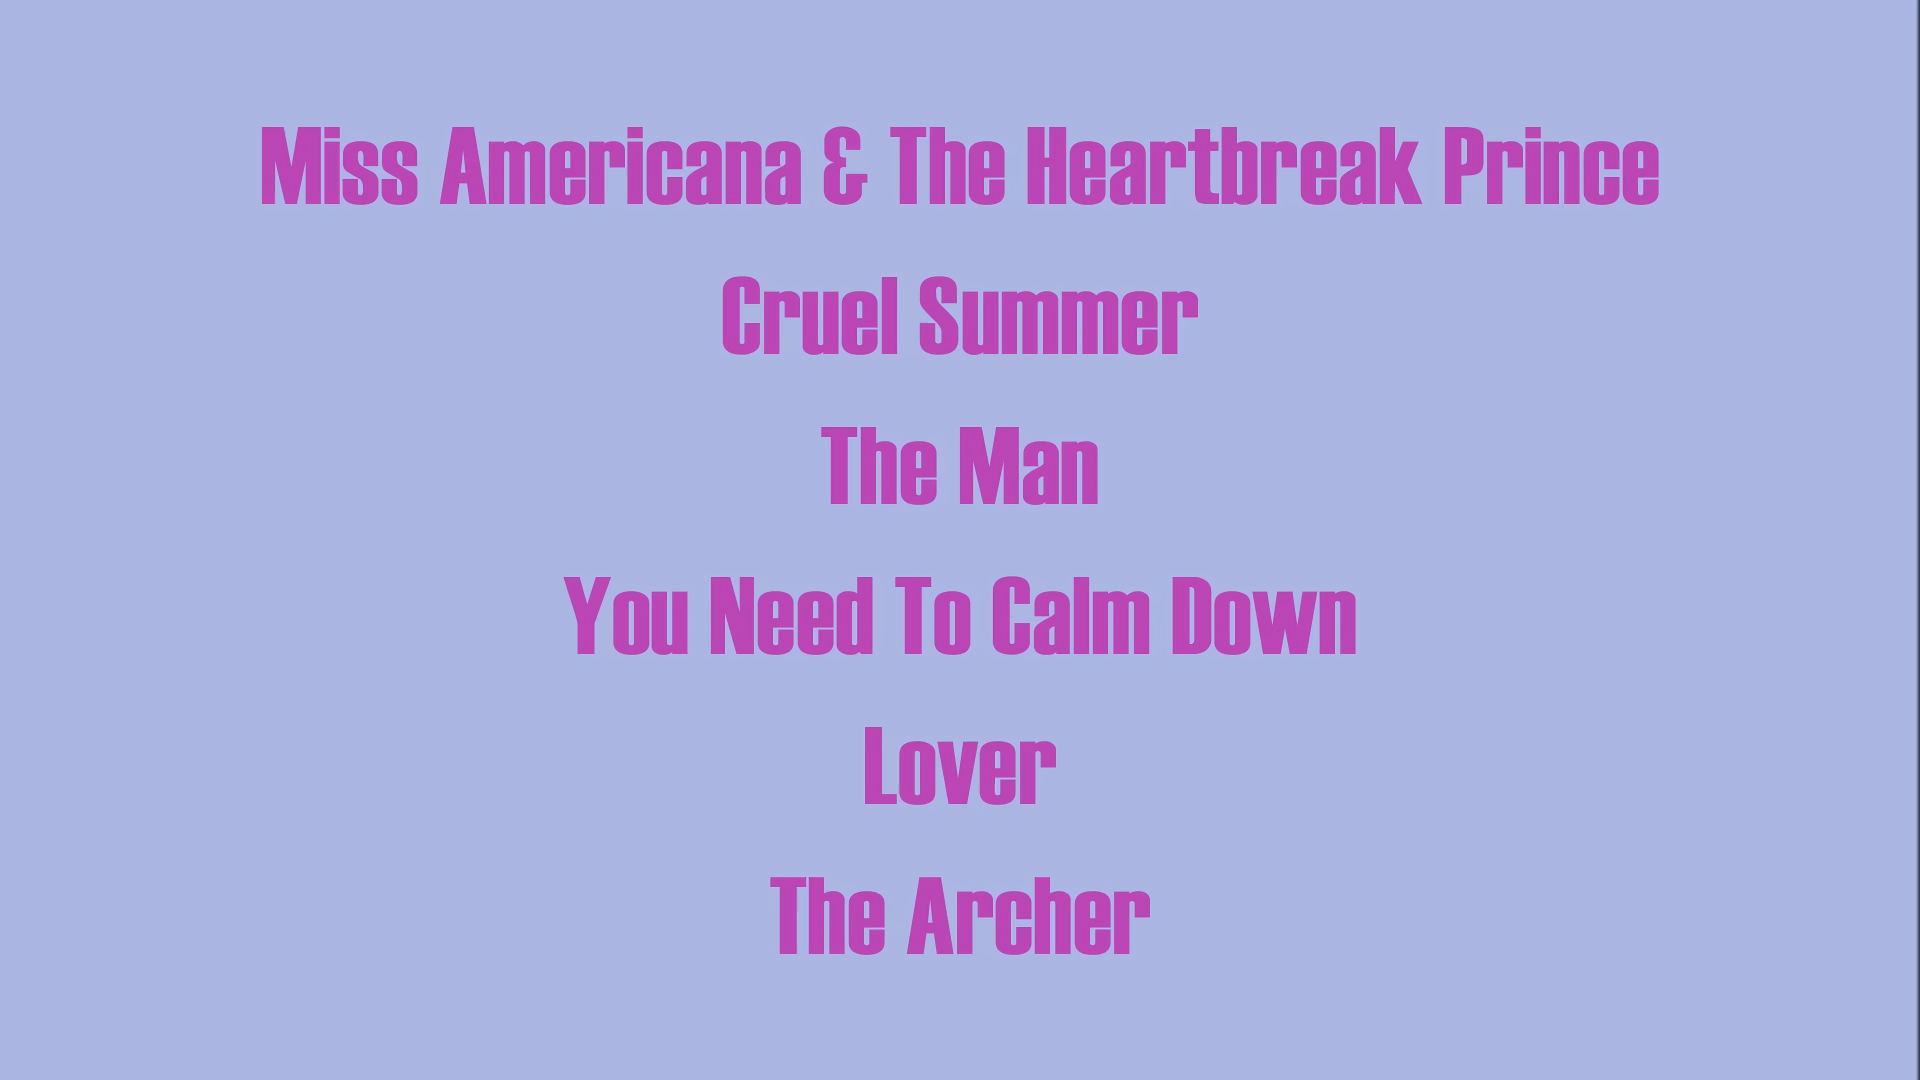 Miss Americana & The Heartbreak Prince
Cruel Summer
The Man
You Need To Calm Down
Lover
The Archer